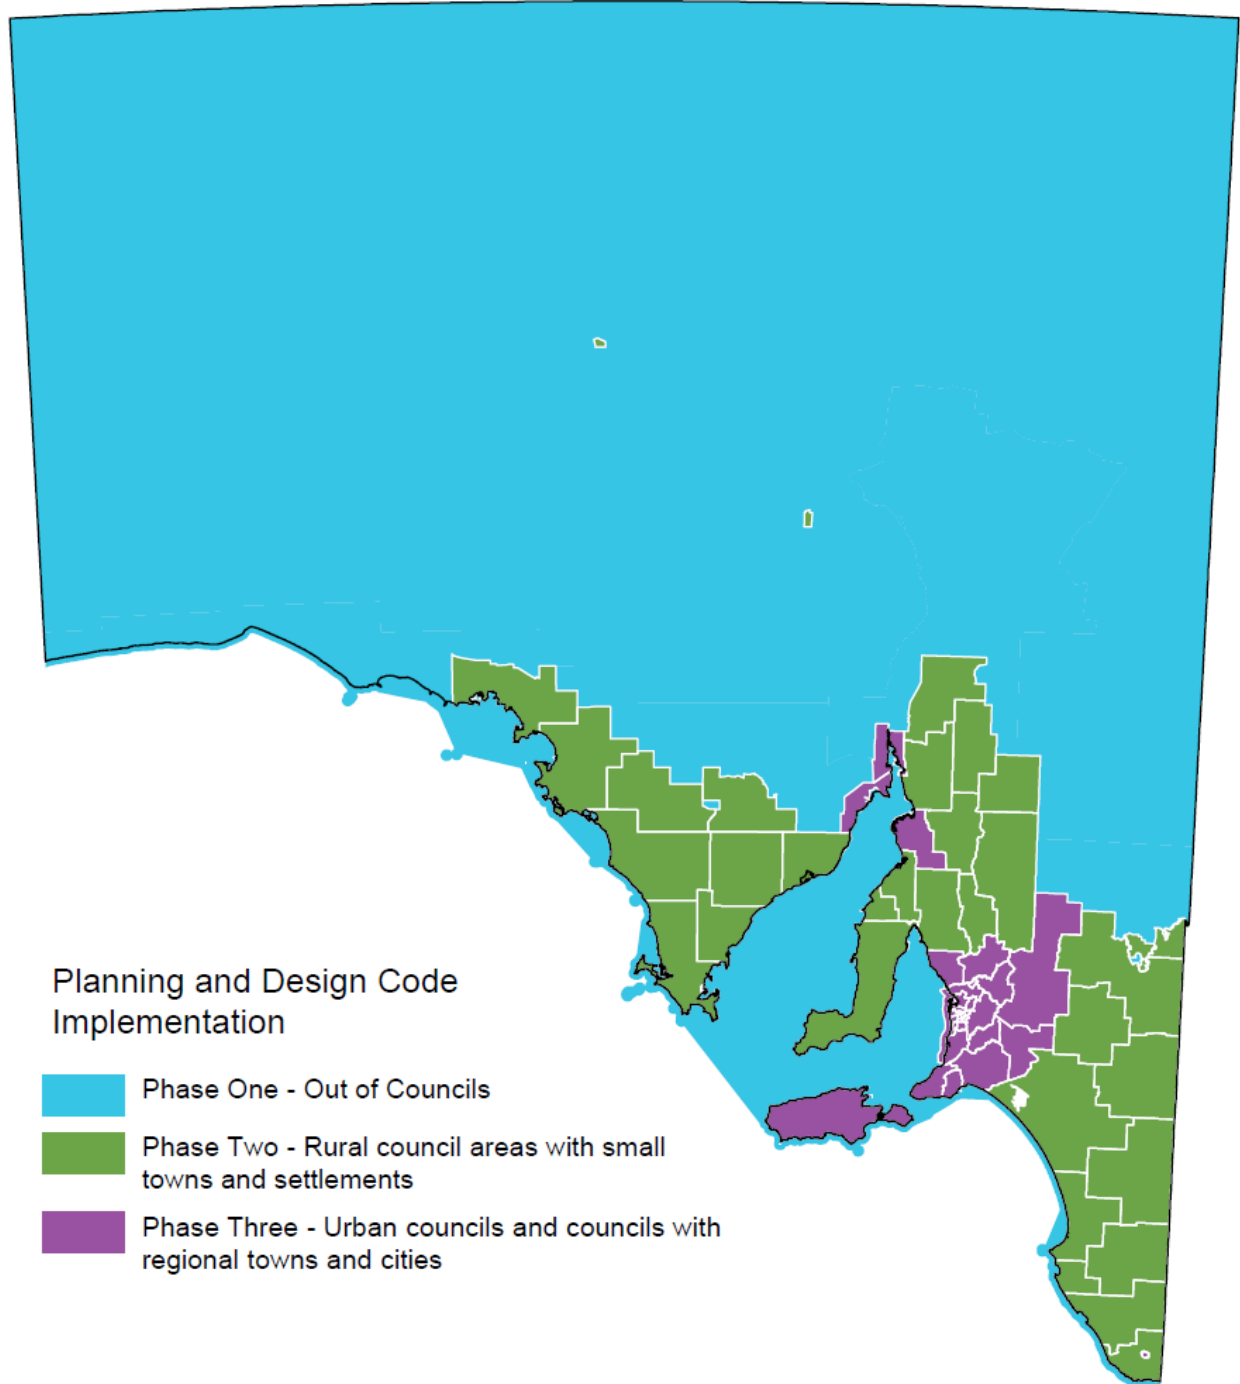 Planning and Design Code
Implementation
Phase One - Out of Councils
Phase Two - Rural council areas with small
towns and settlements
Phase Three - Urban councils and councils with
regional towns and cities